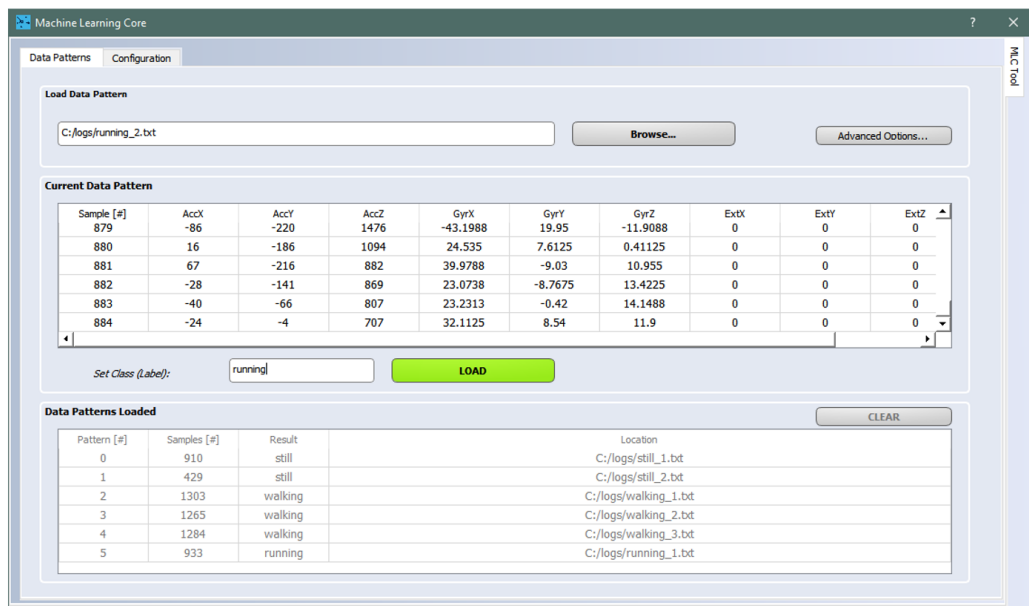 Machine Learning Core ? ×
Data Patterns Configuration
MLC Tool
Load Data Pattern
C:/logs/running_2.txt Browse... Advanced Options...
Current Data Pattern
Sample [#] AccX AccY AccZ GyrX GyrY GyrZ ExtX ExtY ExtZ
879 -86 -220 1476 -43.1988 19.95 -11.9088 0 0 0
880 16 -186 1094 24.535 7.6125 0.41125 0 0 0
881 67 -216 882 39.9788 -9.03 10.955 0 0 0
882 -28 -141 869 23.0738 -8.7675 13.4225 0 0 0
883 -40 -66 807 23.2313 -0.42 14.1488 0 0 0
884 -24 -4 707 32.1125 8.54 11.9 0 0 0
Set Class (Label): running LOAD
Data Patterns Loaded CLEAR
Pattern [#] Samples [#] Result Location
0 910 still C:/logs/still_1.txt
1 429 still C:/logs/still_2.txt
2 1303 walking C:/logs/walking_1.txt
3 1265 walking C:/logs/walking_2.txt
4 1284 walking C:/logs/walking_3.txt
5 933 running C:/logs/running_1.txt